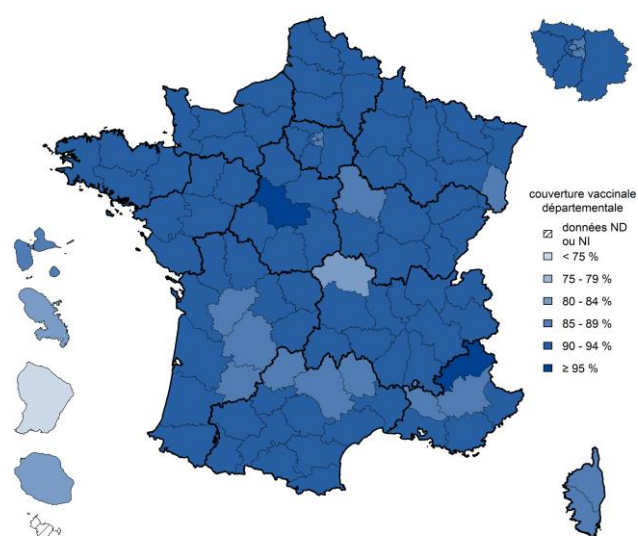 couverture vaccinale
départementale
données ND
ou NI
< 75 %
75 - 79 %
80 - 84 %
85 - 89 %
90 - 94 %
≥ 95 %